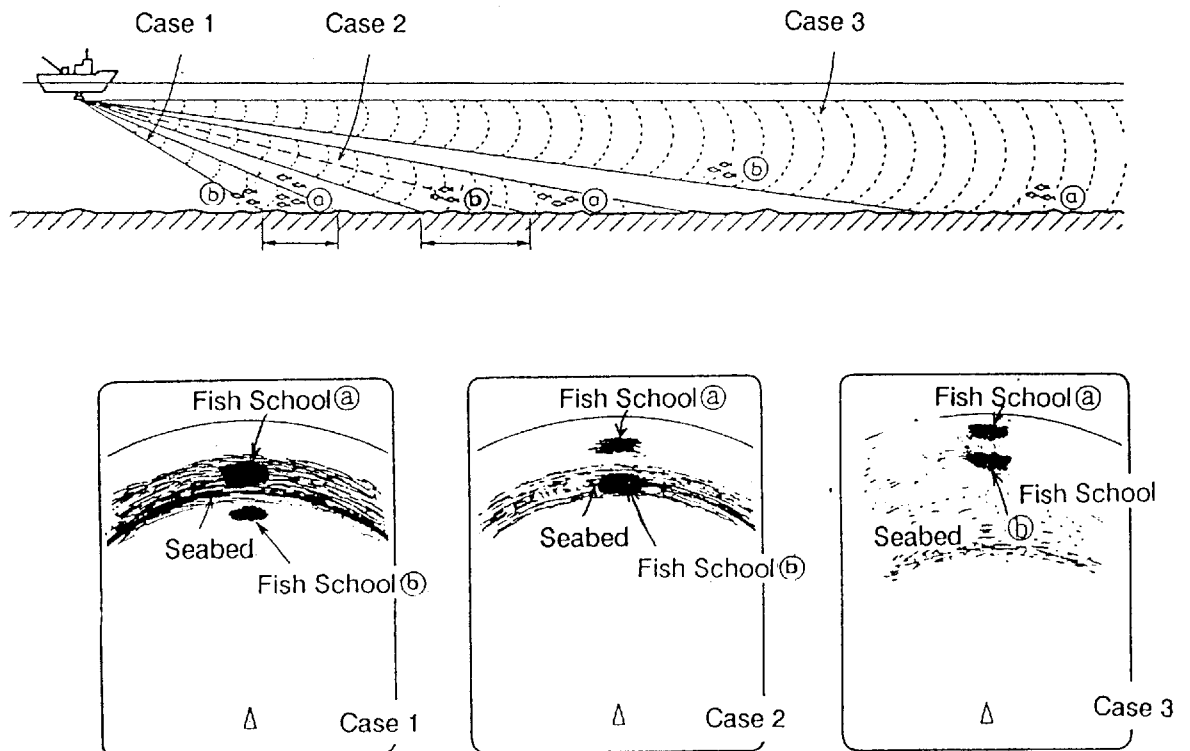 Case 1
Case 2
Case 3
ⓑ
ⓐ
ⓑ
ⓐ
ⓑ
ⓐ
Fish School ⓐ
Seabed
Fish School ⓑ
Case 1
Fish School ⓐ
Seabed
Fish School ⓑ
Case 2
Fish School ⓐ
Fish School
ⓑ
Seabed
Case 3